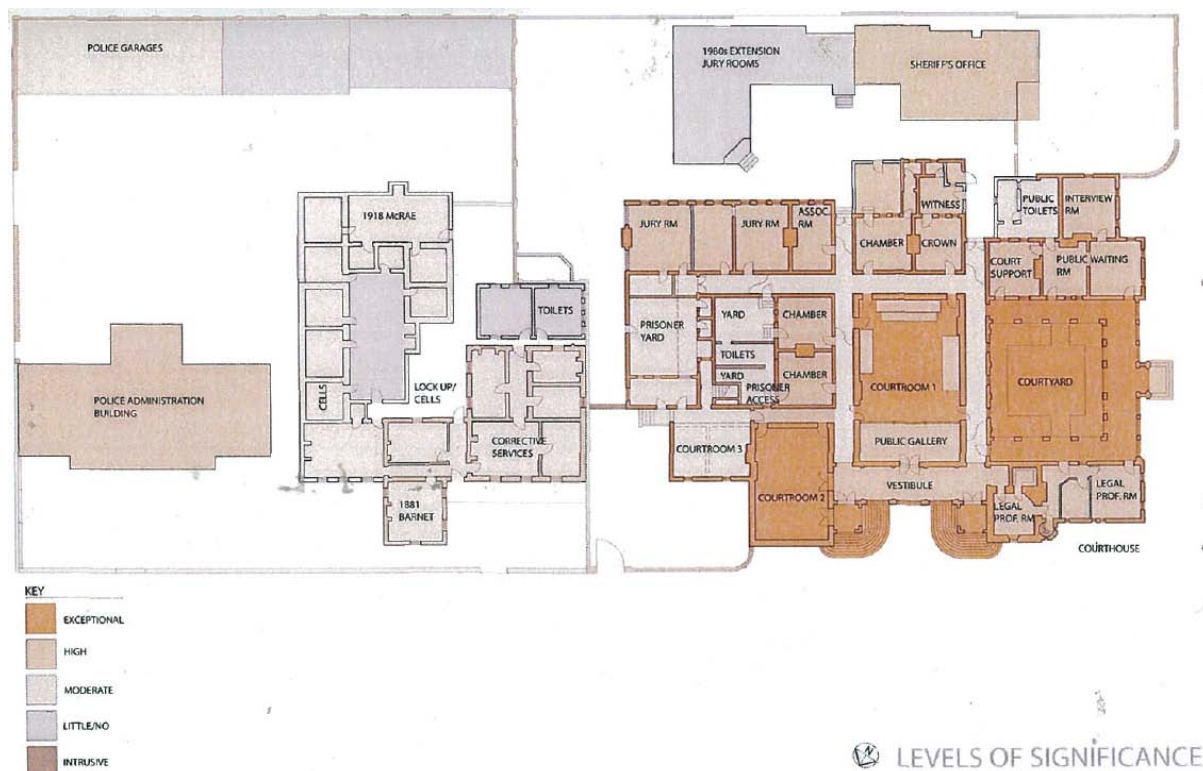 POLICE GARAGES
1980s EXTENSION
JURY ROOMS
SHERIFF'S OFFICE
1918 McRAE
JURY RM
JURY RM
ASSOC.
RM
WITNESS
CHAMBER
CROWN
PUBLIC
TOILETS
INTERVIEW
RM
COURT
SUPPORT
PUBLIC WAITING
RM
TOILETS
PRISONER
YARD
YARD
TOILETS
YARD
PRISONER
ACCESS
CHAMBER
CHAMBER
COURTROOM 1
COURTYARD
POLICE ADMINISTRATION
BUILDING
CELLS
LOCK UP/
CELLS
CORRECTIVE
SERVICES
COURTROOM 3
PUBLIC GALLERY
COURTROOM 2
VESTIBULE
LEGAL
PROF. RM
LEGAL
PROF. RM
1881
BARNET
COURTHOUSE
KEY
EXCEPTIONAL
HIGH
MODERATE
LITTLE/NO
INTRUSIVE
N
LEVELS OF SIGNIFICANCE